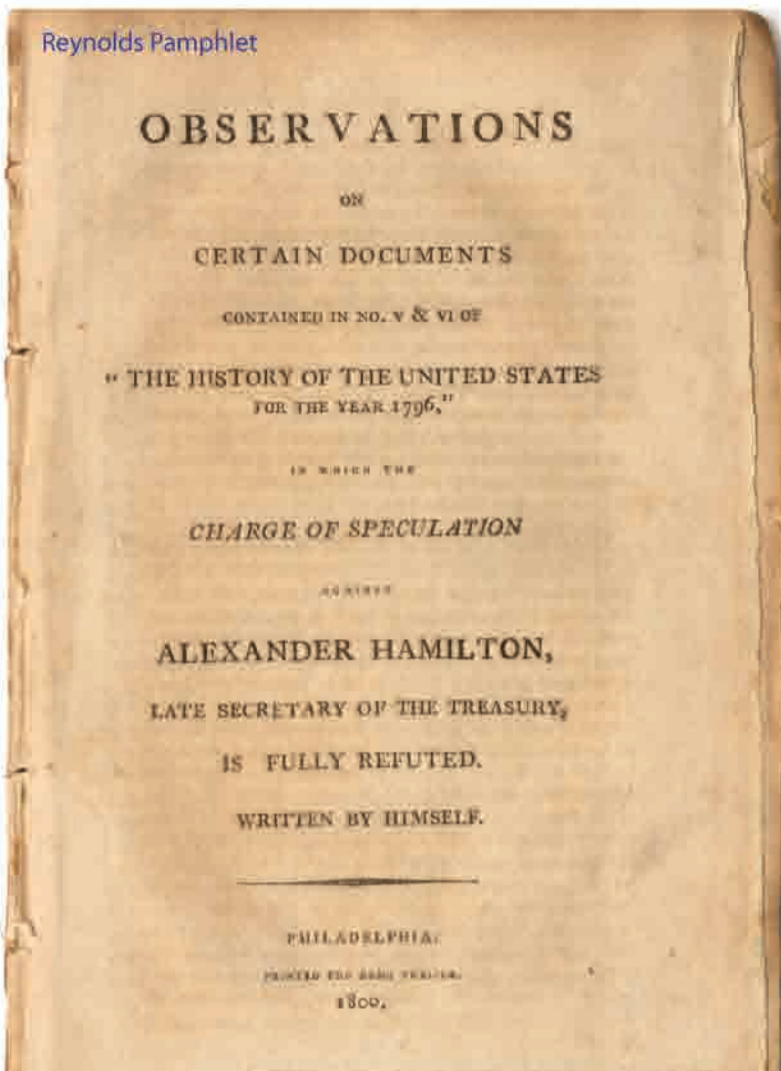 Reynolds Pamphlet
OBSERVATIONS
ON
CERTAIN DOCUMENTS
CONTAINED IN NO. V & VI OF
" THE HISTORY OF THE UNITED STATES
FOR THE YEAR 1796,"
IN WHICH THE
CHARGE OF SPECULATION
AGAINST
ALEXANDER HAMILTON,
LATE SECRETARY OF THE TREASURY,
IS FULLY REFUTED.
WRITTEN BY HIMSELF.
PHILADELPHIA:
PRINTED
1800.